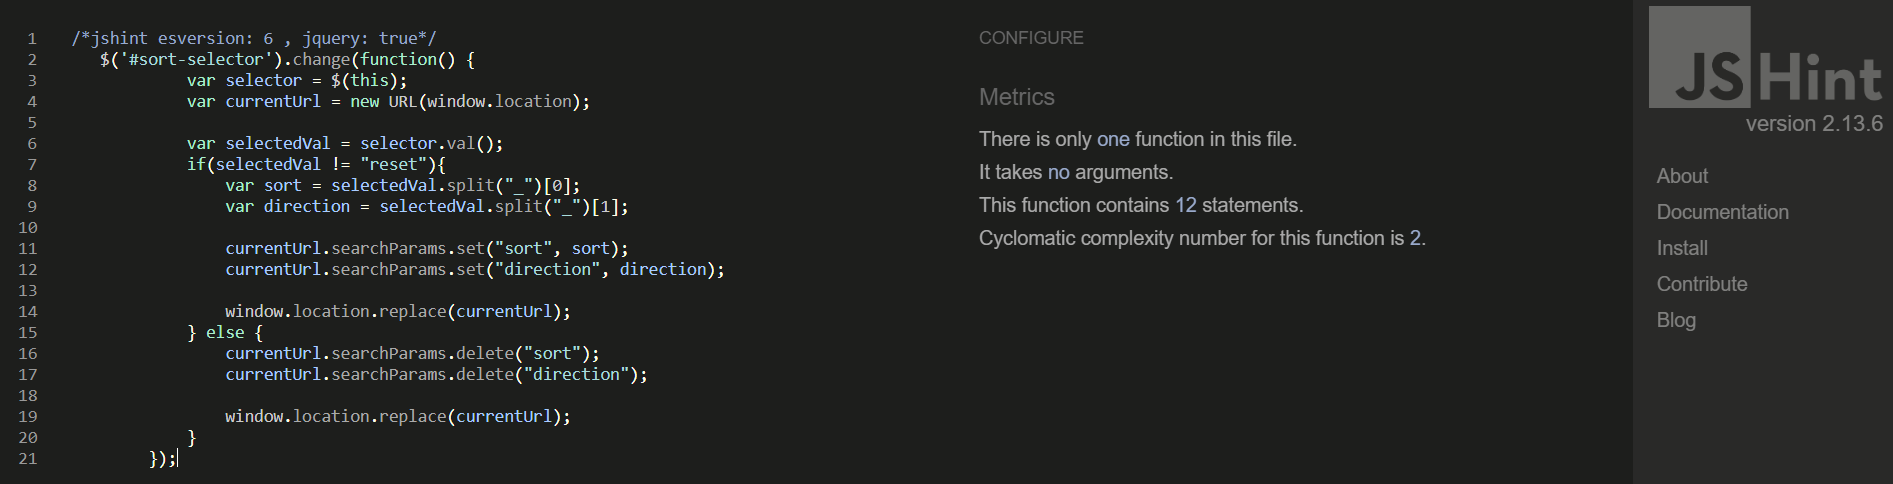 1 /*jshint esversion: 6 , jquery: true*/
2 $('#sort-selector').change(function() {
3 var selector = $(this);
4 var currentUrl = new URL(window.location);
5
6 var selectedVal = selector.val();
7 if(selectedVal != "reset"){
8 var sort = selectedVal.split("_")[0];
9 var direction = selectedVal.split("_")[1];
10
11 currentUrl.searchParams.set("sort", sort);
12 currentUrl.searchParams.set("direction", direction);
13
14 window.location.replace(currentUrl);
15 } else {
16 currentUrl.searchParams.delete("sort");
17 currentUrl.searchParams.delete("direction");
18
19 window.location.replace(currentUrl);
20 }
21 });
CONFIGURE
Metrics
There is only one function in this file.
It takes no arguments.
This function contains 12 statements.
Cyclomatic complexity number for this function is 2.
JSHint
version 2.13.6
About
Documentation
Install
Contribute
Blog